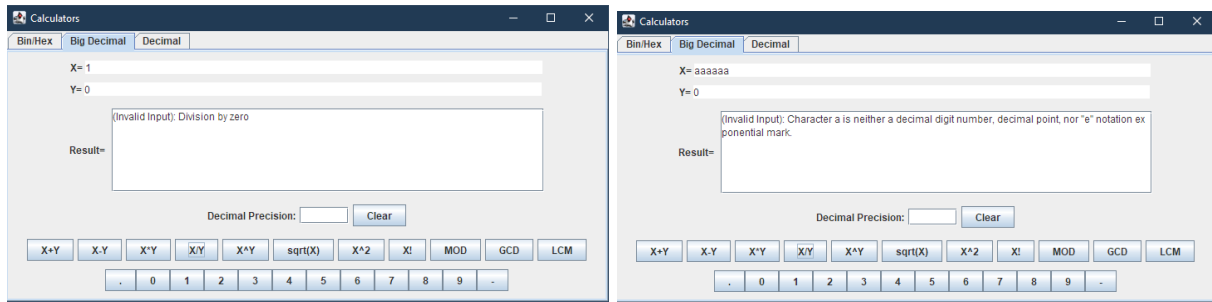 Calculators
Bin/Hex Big Decimal Decimal
X= 1
Y= 0
(Invalid Input): Division by zero
Result=
Decimal Precision: Clear
X+Y X-Y X*Y X/Y X^Y sqrt(X) X^2 X! MOD GCD LCM
. 0 1 2 3 4 5 6 7 8 9 -
Calculators
Bin/Hex Big Decimal Decimal
X= aaaaaa
Y= 0
(Invalid Input): Character a is neither a decimal digit number, decimal point, nor "e" notation ex
ponential mark.
Result=
Decimal Precision: Clear
X+Y X-Y X*Y X/Y X^Y sqrt(X) X^2 X! MOD GCD LCM
. 0 1 2 3 4 5 6 7 8 9 -